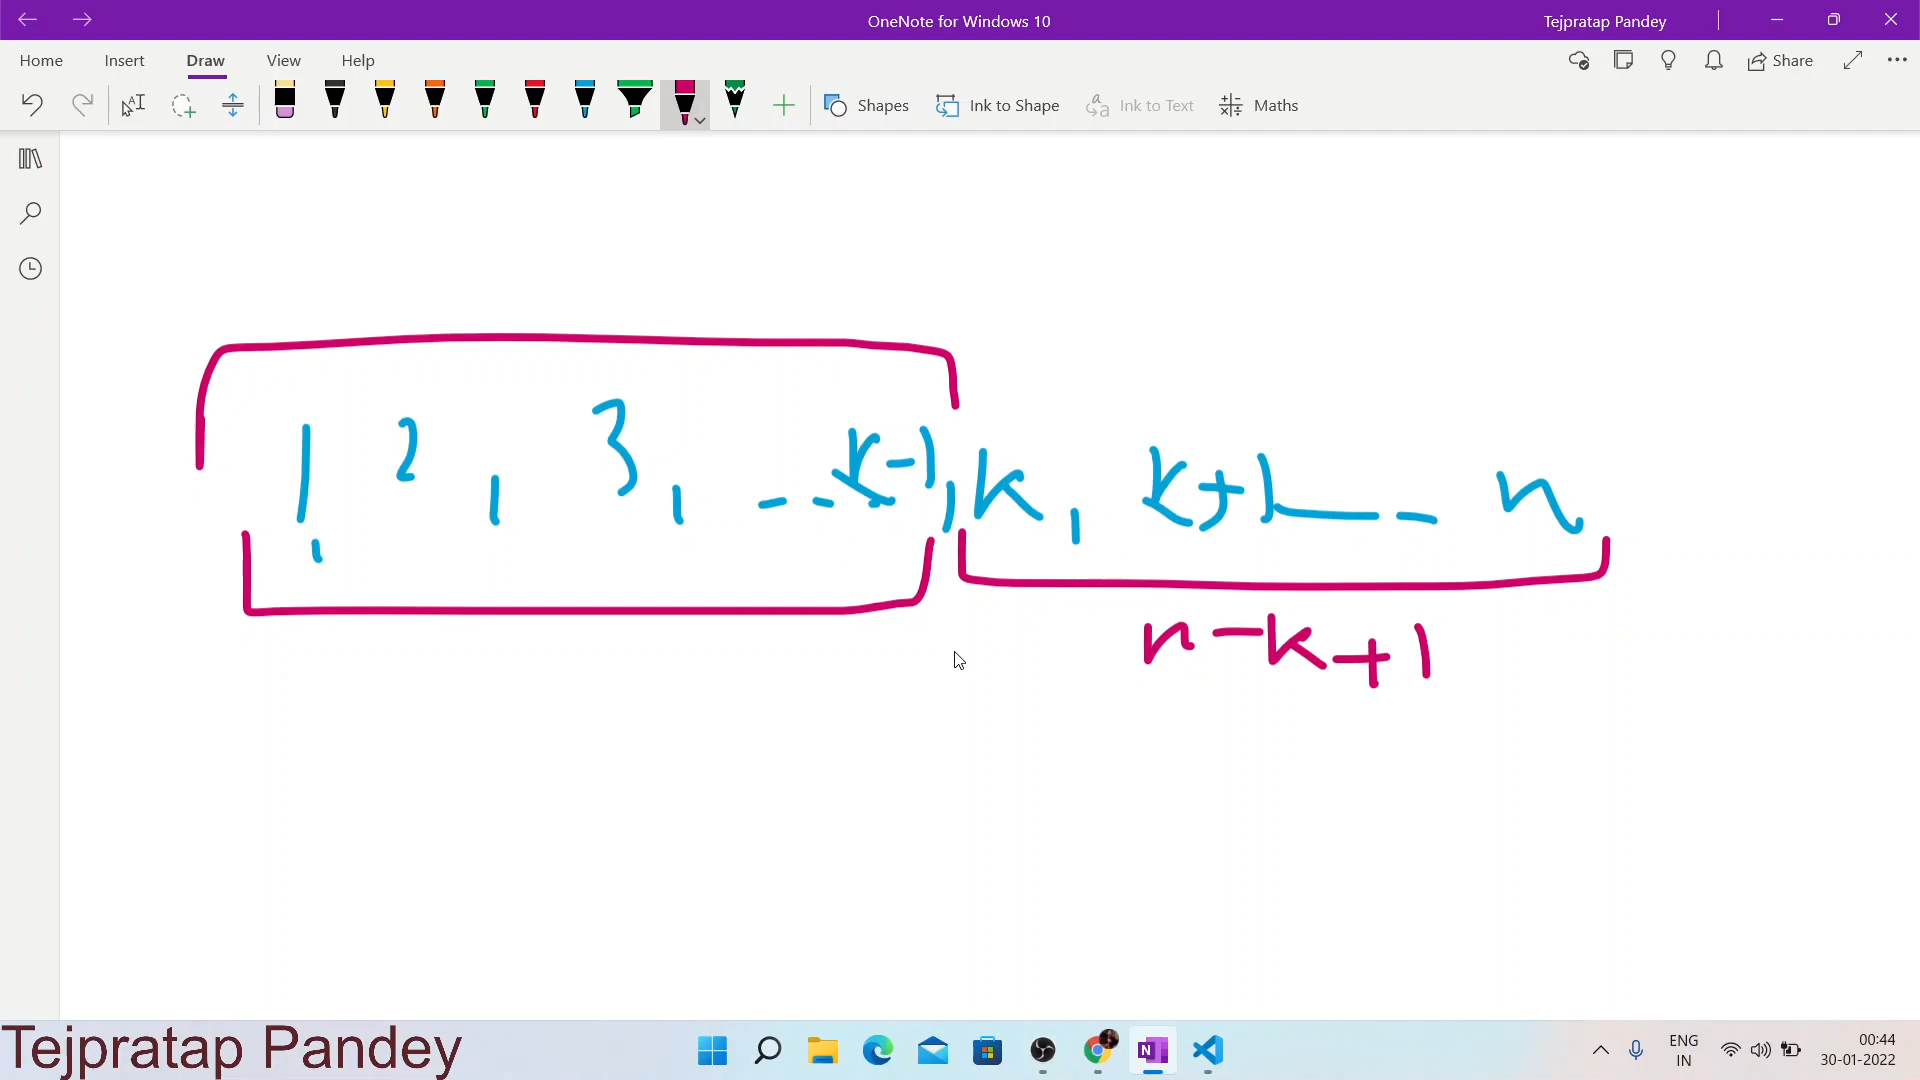 OneNote for Windows 10
Tejpratap Pandey
Home Insert Draw View Help
Share
Shapes Ink to Shape Ink to Text Maths
1, 2, 3, -..k-1, k, k+1-- n
n-k+1
Tejpratap Pandey
ENG
IN
00:44
30-01-2022